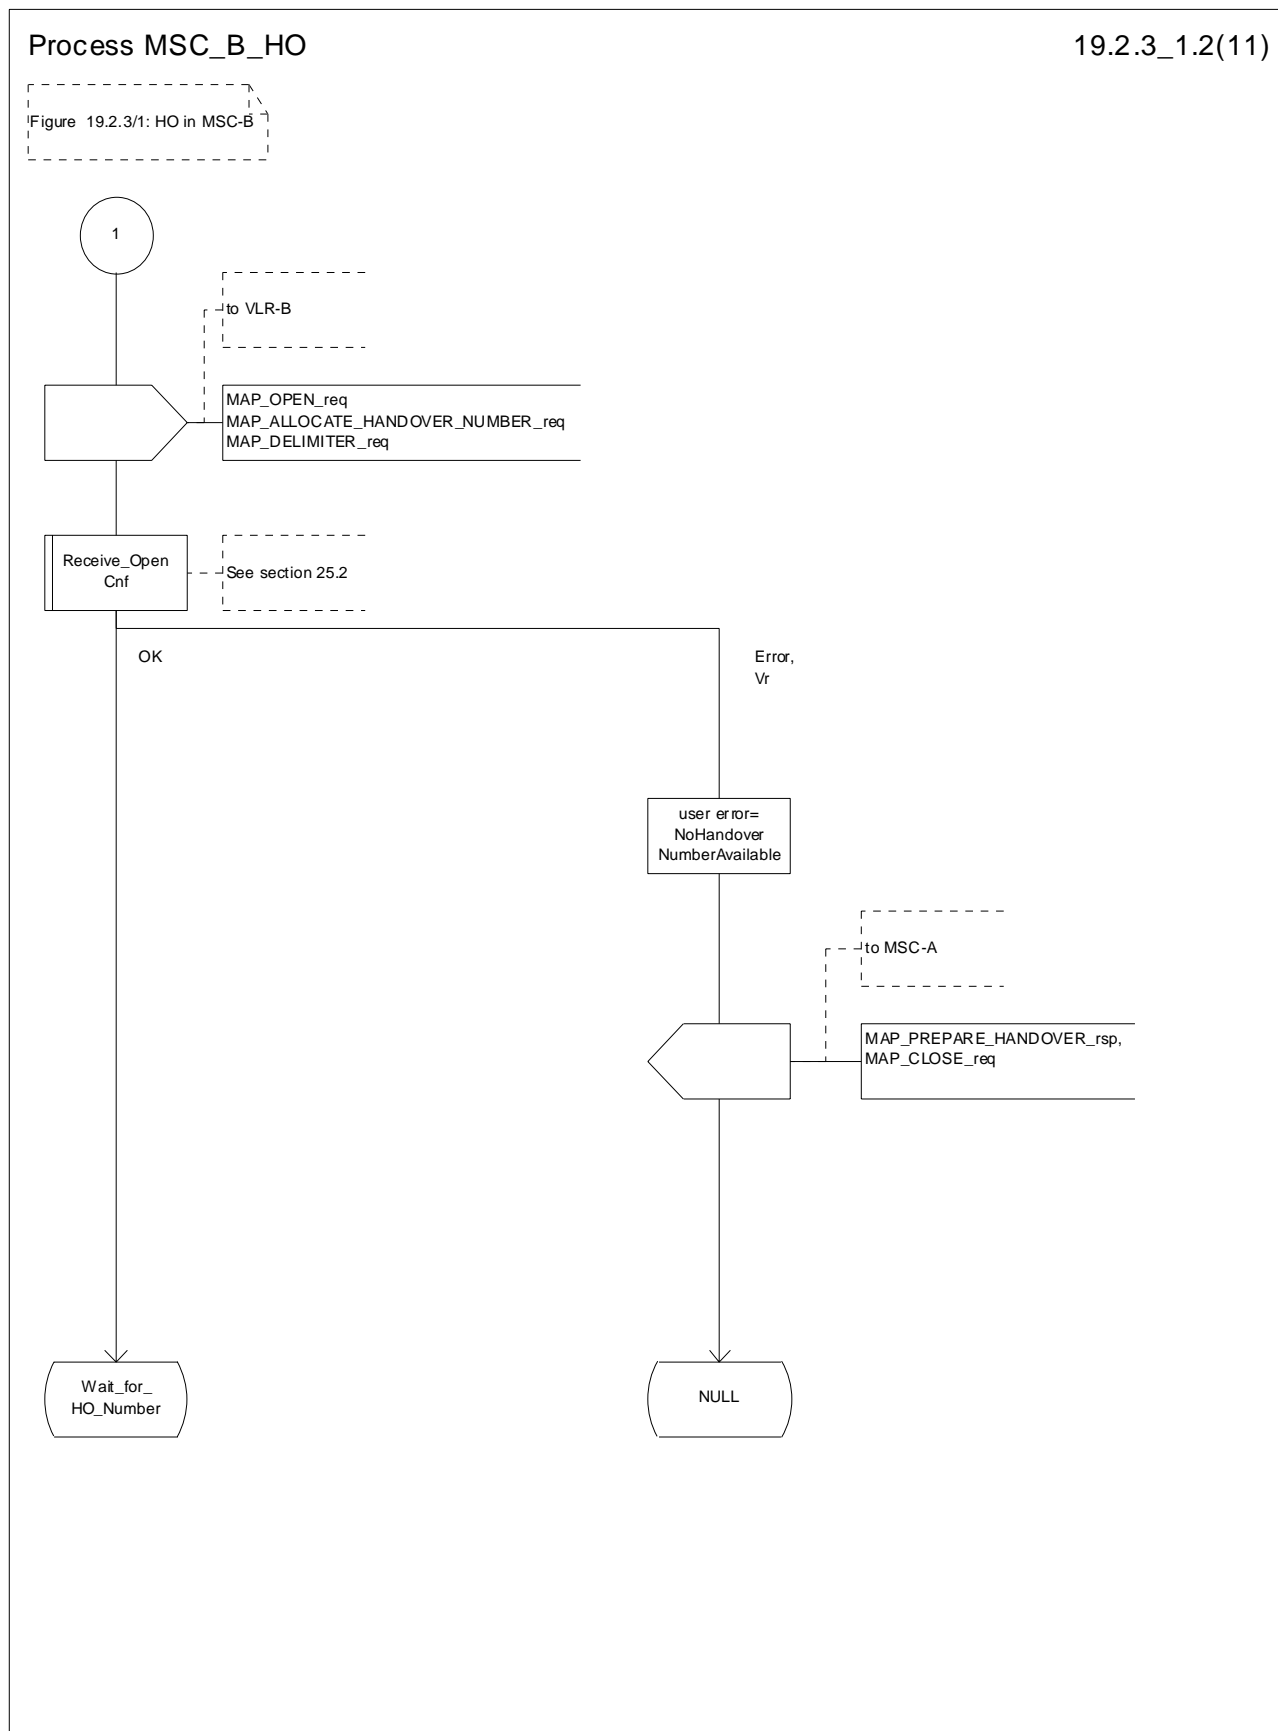 Process MSC_B_HO
19.2.3_1.2(11)
Figure 19.2.3/1: HO in MSC-B
1
to VLR-B
MAP_OPEN_req
MAP_ALLOCATE_HANDOVER_NUMBER_req
MAP_DELIMITER_req
Receive_Open
Cnf
See section 25.2
OK
Error,
Vr
user error=
NoHandover
NumberAvailable
to MSC-A
MAP_PREPARE_HANDOVER_rsp,
MAP_CLOSE_req
Wait_for_
HO_Number
NULL